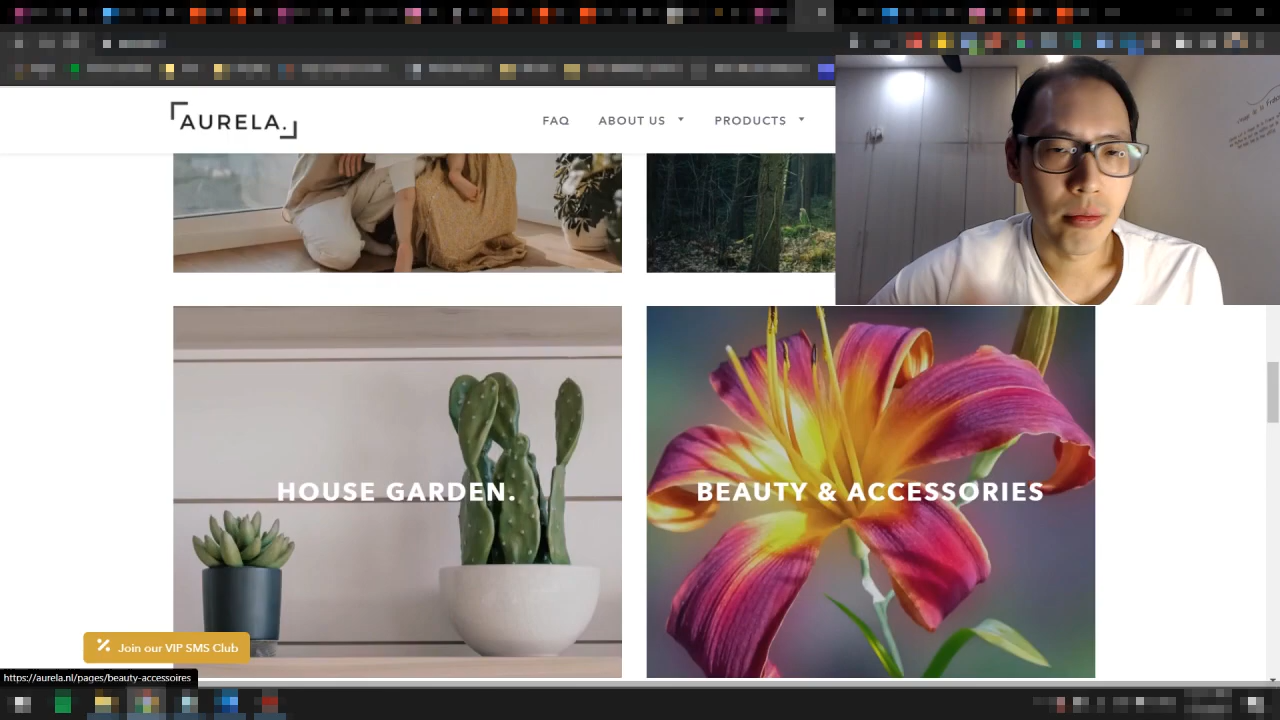 AURELA.
FAQ ABOUT US PRODUCTS
HOUSE GARDEN.
BEAUTY & ACCESSORIES
Join our VIP SMS Club
https://aurela.nl/pages/beauty-accessoires